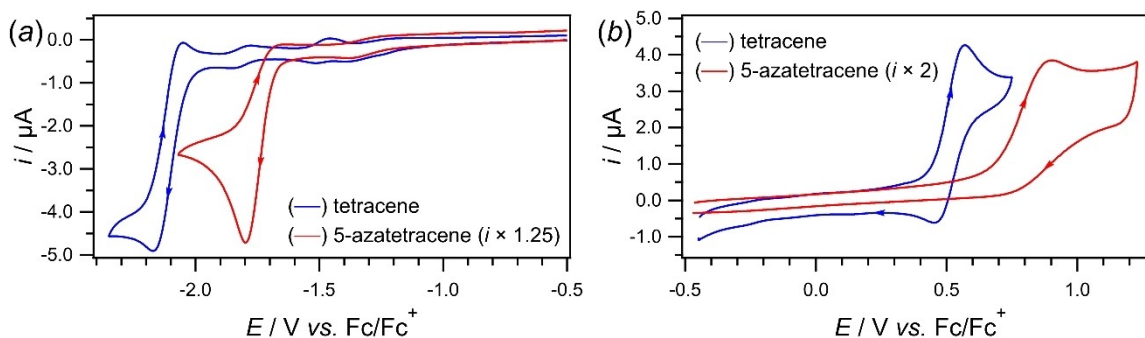 (a)
0.0
-1.0
-2.0
-3.0
-4.0
-5.0
i / µA
(—) tetracene
(—) 5-azatetracene (i × 1.25)
-2.0
-1.5
-1.0
-0.5
E / V vs. Fc/Fc⁺
(b)
5.0
4.0
3.0
2.0
1.0
0.0
-1.0
i / µA
(—) tetracene
(—) 5-azatetracene (i × 2)
-0.5
0.0
0.5
1.0
E / V vs. Fc/Fc⁺